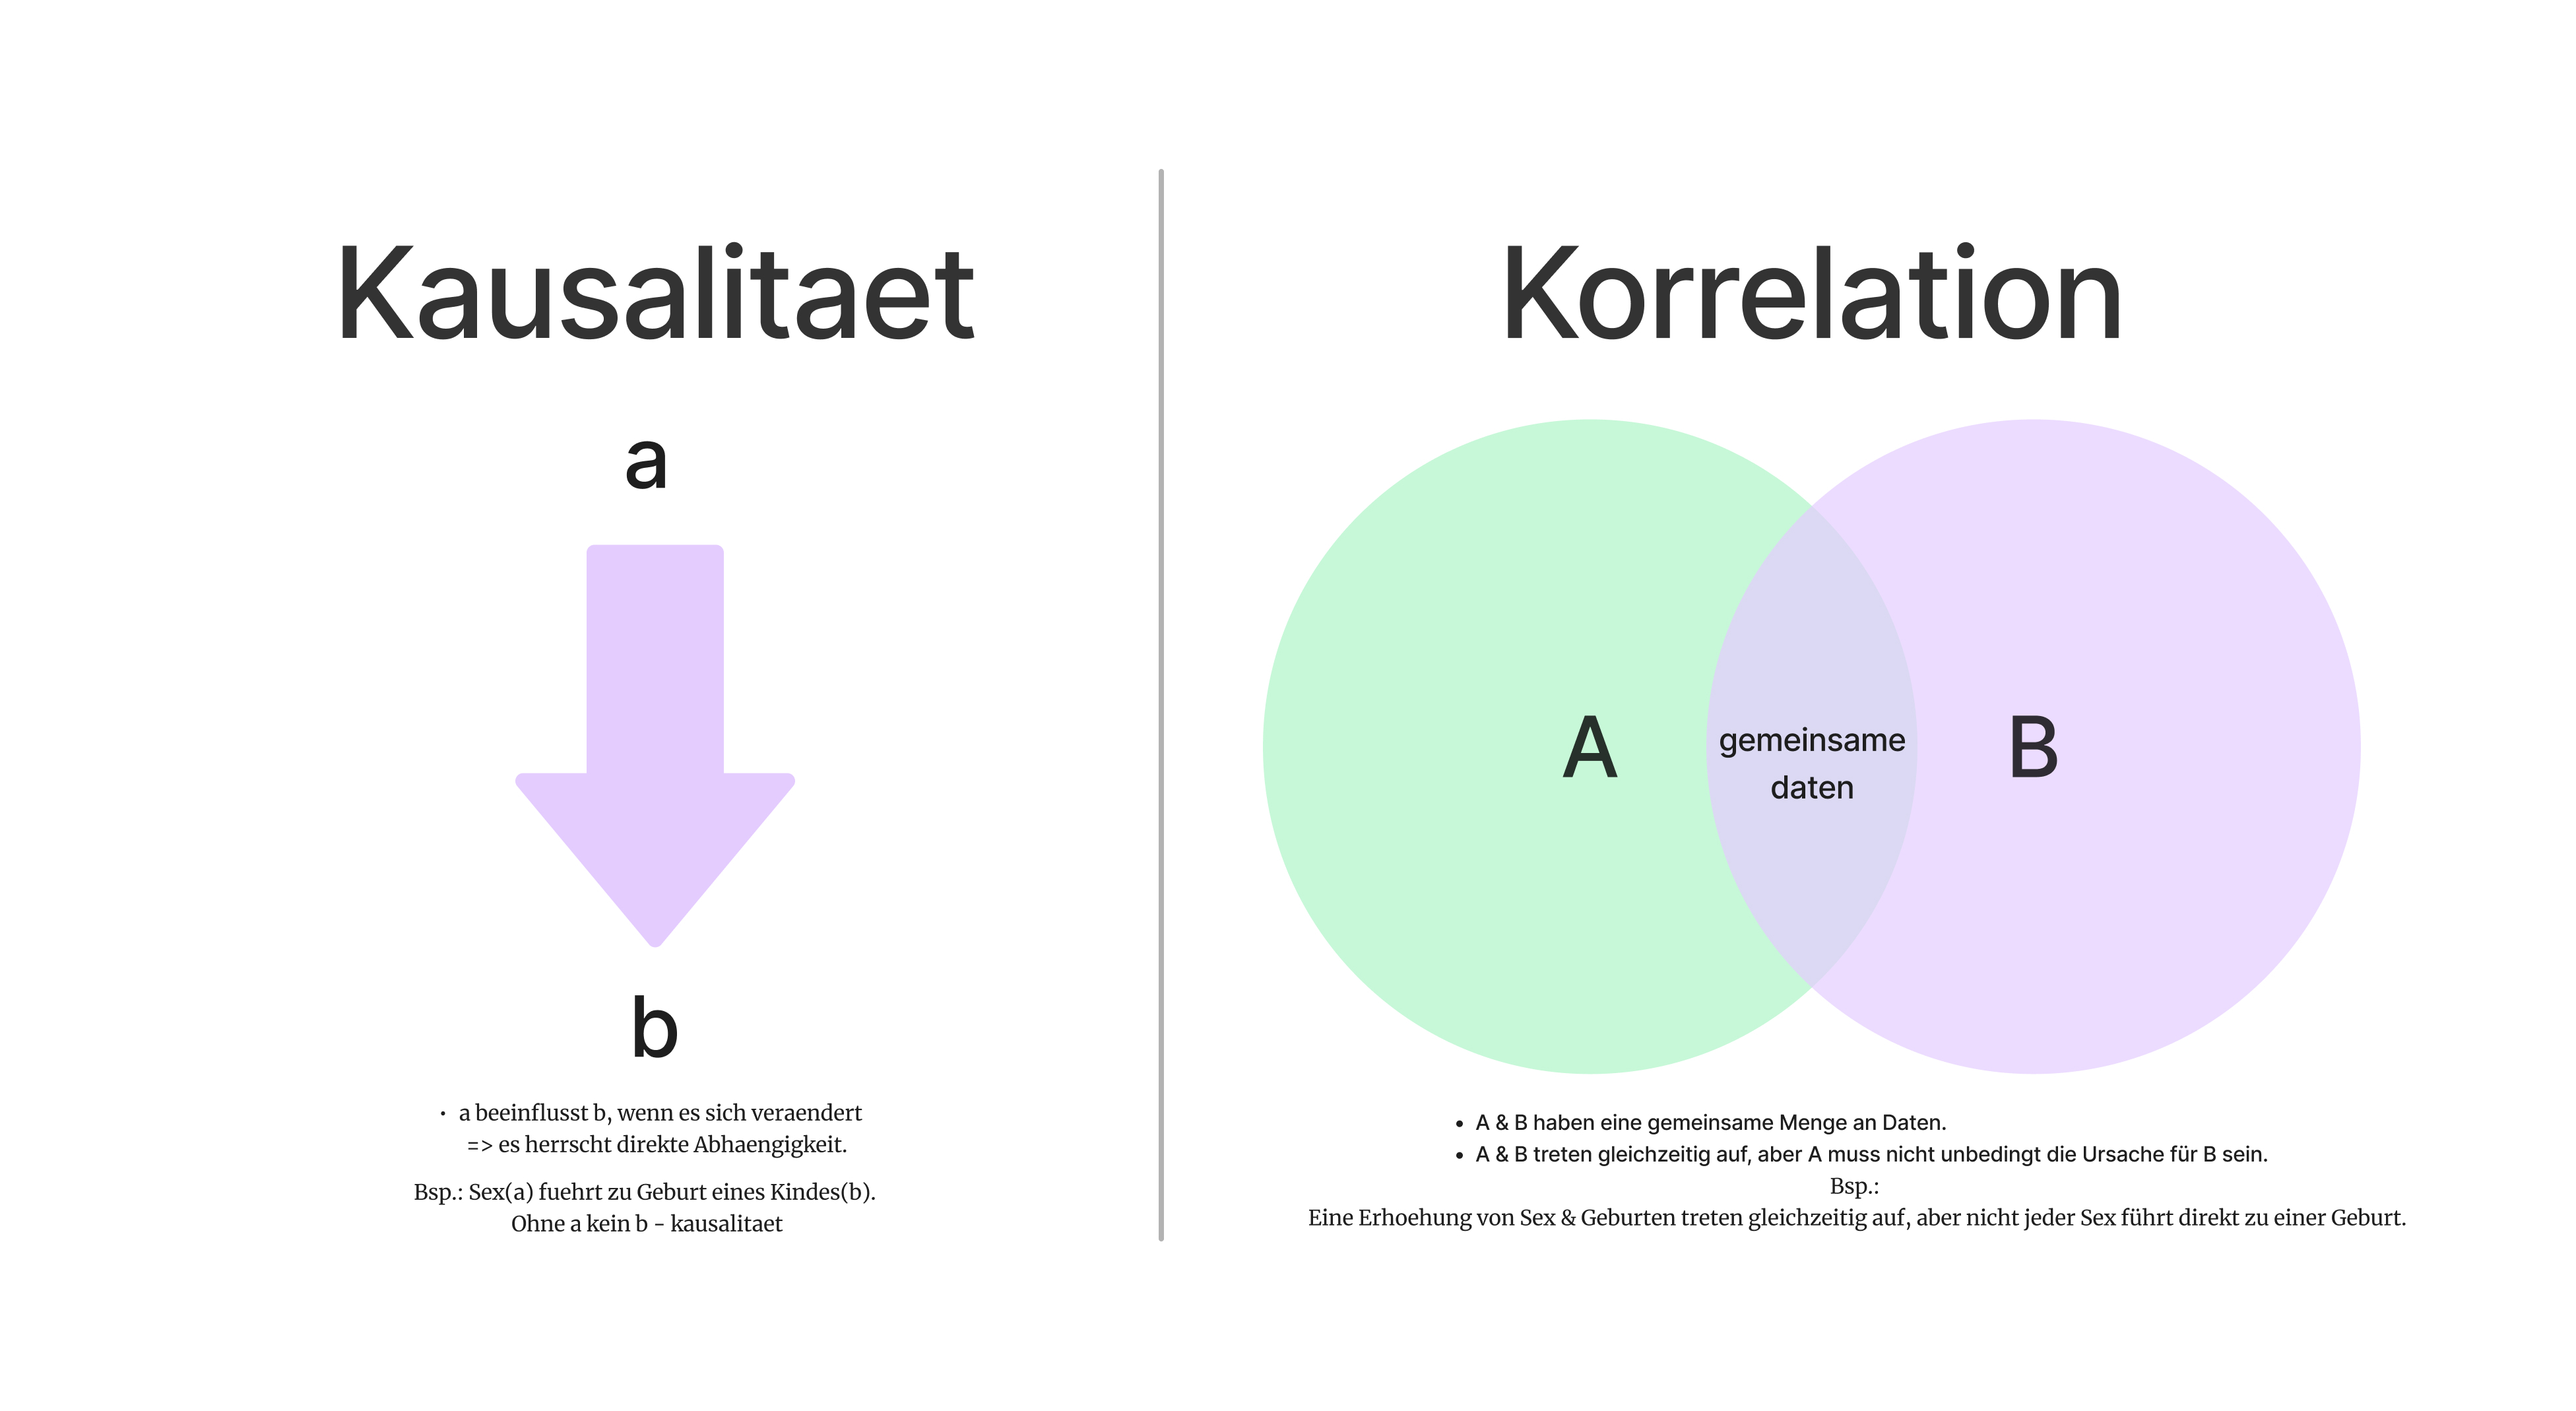 Kausalitaet
a
b
• a beeinflusst b, wenn es sich veraendert
=> es herrscht direkte Abhaengigkeit.
Bsp.: Sex(a) fuehrt zu Geburt eines Kindes(b).
Ohne a kein b - kausalitaet
Korrelation
A
gemeinsame
daten
B
• A & B haben eine gemeinsame Menge an Daten.
• A & B treten gleichzeitig auf, aber A muss nicht unbedingt die Ursache für B sein.
Bsp.:
Eine Erhoehung von Sex & Geburten treten gleichzeitig auf, aber nicht jeder Sex führt direkt zu einer Geburt.